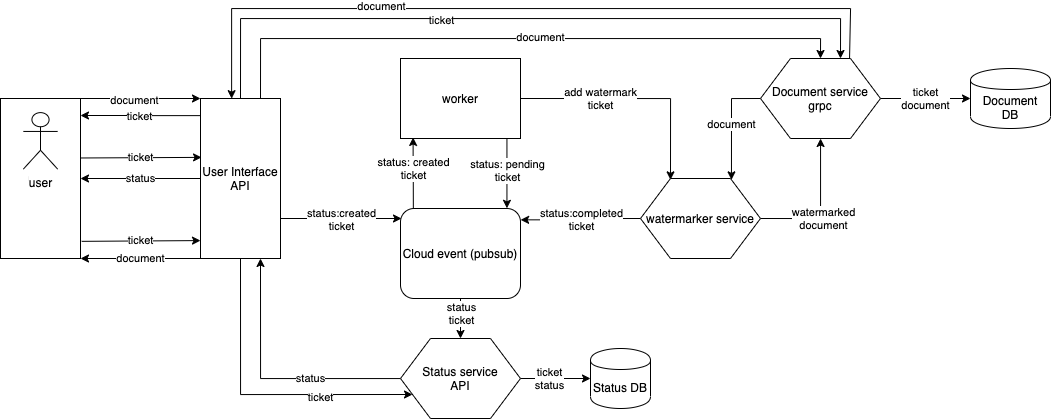 document
ticket
document
document
ticket
user
ticket
status
ticket
document
User Interface
API
worker
add watermark
ticket
Document service
grpc
document
ticket
document
Document
DB
status: created
ticket
status: pending
ticket
status:created
ticket
Cloud event (pubsub)
status:completed
ticket
watermarker service
watermarked
document
status
ticket
Status service
API
status
ticket
ticket
status
Status DB